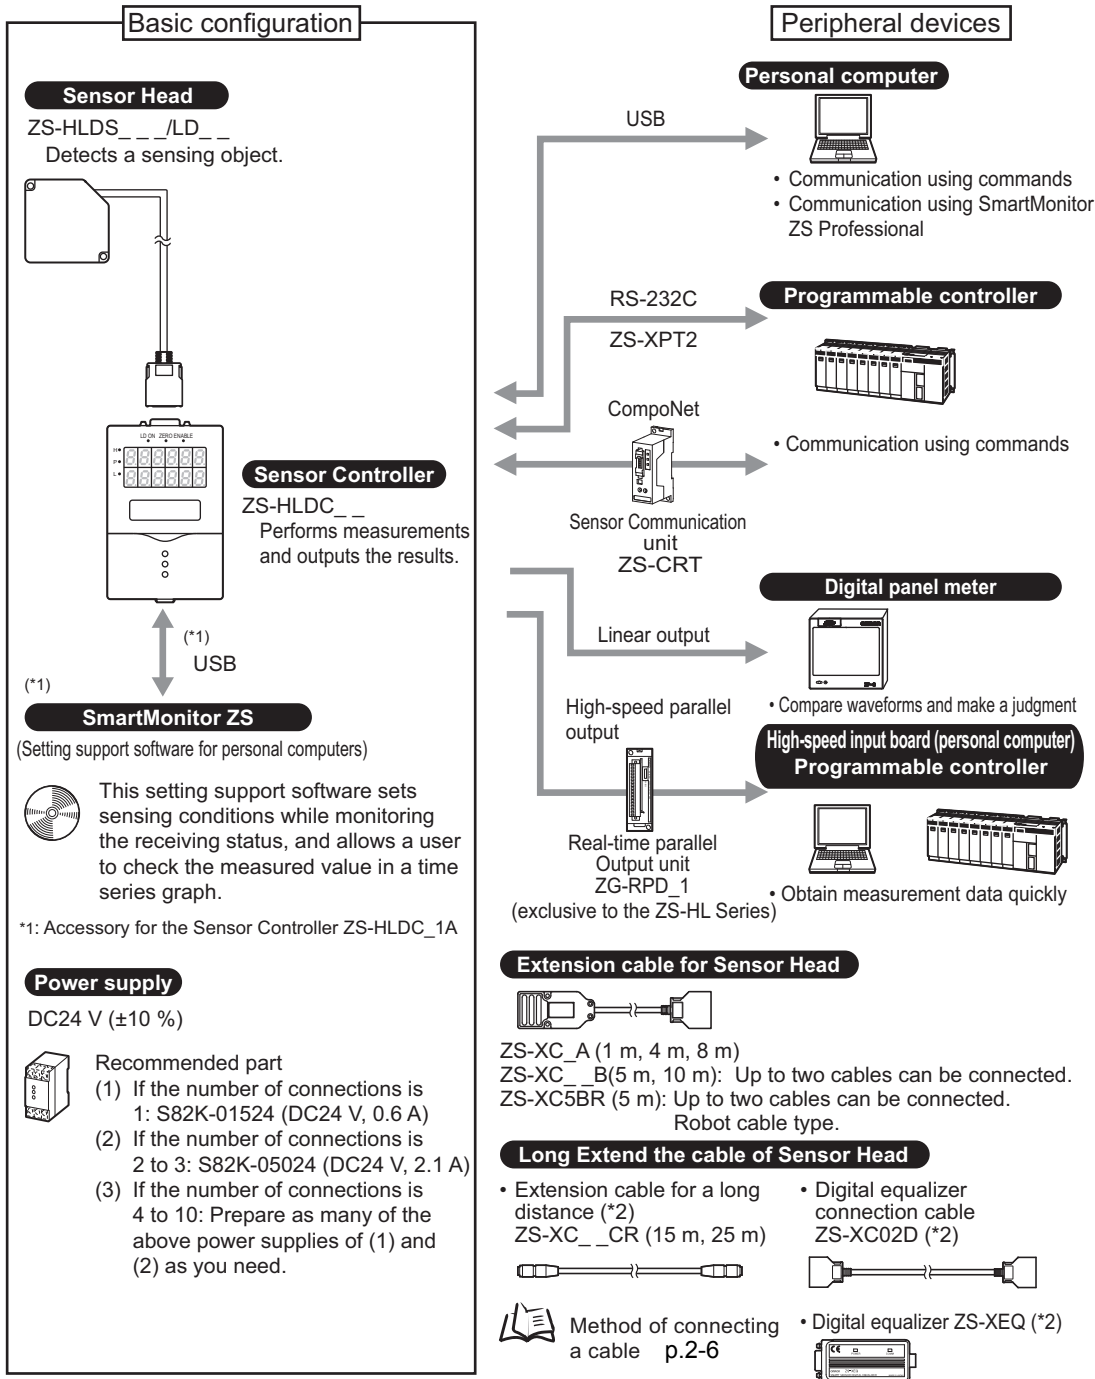 Basic configuration
Sensor Head
ZS-HLDS_ _ _/LD_ _
Detects a sensing object.
LD ON ZERO ENABLE
H
P
L
Sensor Controller
ZS-HLDC_ _
Performs measurements
and outputs the results.
(*1)
USB
(*1)
SmartMonitor ZS
(Setting support software for personal computers)
This setting support software sets
sensing conditions while monitoring
the receiving status, and allows a user
to check the measured value in a time
series graph.
*1: Accessory for the Sensor Controller ZS-HLDC_1A
Power supply
DC24 V (±10 %)
Recommended part
(1) If the number of connections is
1: S82K-01524 (DC24 V, 0.6 A)
(2) If the number of connections is
2 to 3: S82K-05024 (DC24 V, 2.1 A)
(3) If the number of connections is
4 to 10: Prepare as many of the
above power supplies of (1) and
(2) as you need.
Peripheral devices
Personal computer
USB
• Communication using commands
• Communication using SmartMonitor
ZS Professional
RS-232C
ZS-XPT2
Programmable controller
CompoNet
• Communication using commands
Sensor Communication
unit
ZS-CRT
Digital panel meter
Linear output
• Compare waveforms and make a judgment
High-speed parallel
output
High-speed input board (personal computer)
Programmable controller
Real-time parallel
Output unit
ZG-RPD_1
(exclusive to the ZS-HL Series)
• Obtain measurement data quickly
Extension cable for Sensor Head
ZS-XC_A (1 m, 4 m, 8 m)
ZS-XC_ _B(5 m, 10 m): Up to two cables can be connected.
ZS-XC5BR (5 m): Up to two cables can be connected.
Robot cable type.
Long Extend the cable of Sensor Head
• Extension cable for a long
distance (*2)
ZS-XC_ _CR (15 m, 25 m)
• Digital equalizer
connection cable
ZS-XC02D (*2)
Method of connecting
a cable p.2-6
• Digital equalizer ZS-XEQ (*2)
CE